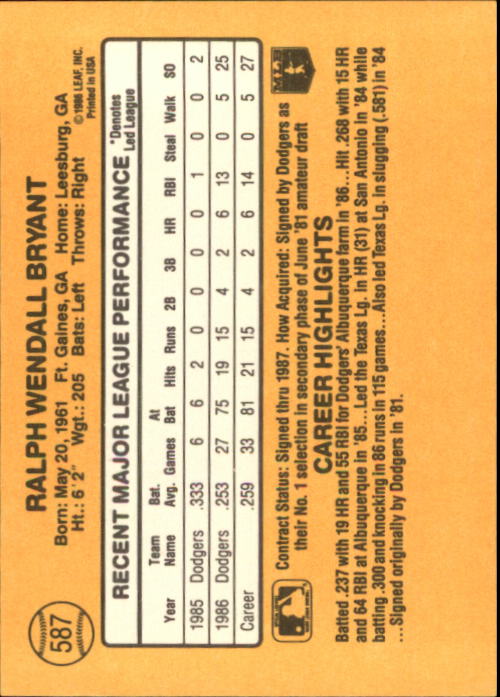 587
RALPH WENDALL BRYANT
Born: May 20, 1961 Ft. Gaines, GA Home: Leesburg, GA
Ht.: 6'2" Wgt.: 205 Bats: Left Throws: Right
© 1986 LEAF, INC.
Printed in USA
RECENT MAJOR LEAGUE PERFORMANCE
*Denotes
Led League
Year Team Name Bat. Avg. Games At Bat Hits Runs 2B 3B HR RBI Steal Walk SO
1985 Dodgers .333 6 6 2 0 0 0 0 1 0 0 2
1986 Dodgers .253 27 75 19 15 4 2 6 13 0 5 25
Career .259 33 81 21 15 4 2 6 14 0 5 27
Contract Status: Signed thru 1987. How Acquired: Signed by Dodgers as
their No. 1 selection in secondary phase of June '81 amateur draft
CAREER HIGHLIGHTS
Batted .237 with 19 HR and 55 RBI for Dodgers' Albuquerque farm in '86...Hit .268 with 15 HR
and 64 RBI at Albuquerque in '85...Led the Texas Lg. in HR (31) at San Antonio in '84 while
batting .300 and knocking in 86 runs in 115 games...Also led Texas Lg. in slugging (.581) in '84
...Signed originally by Dodgers in '81.